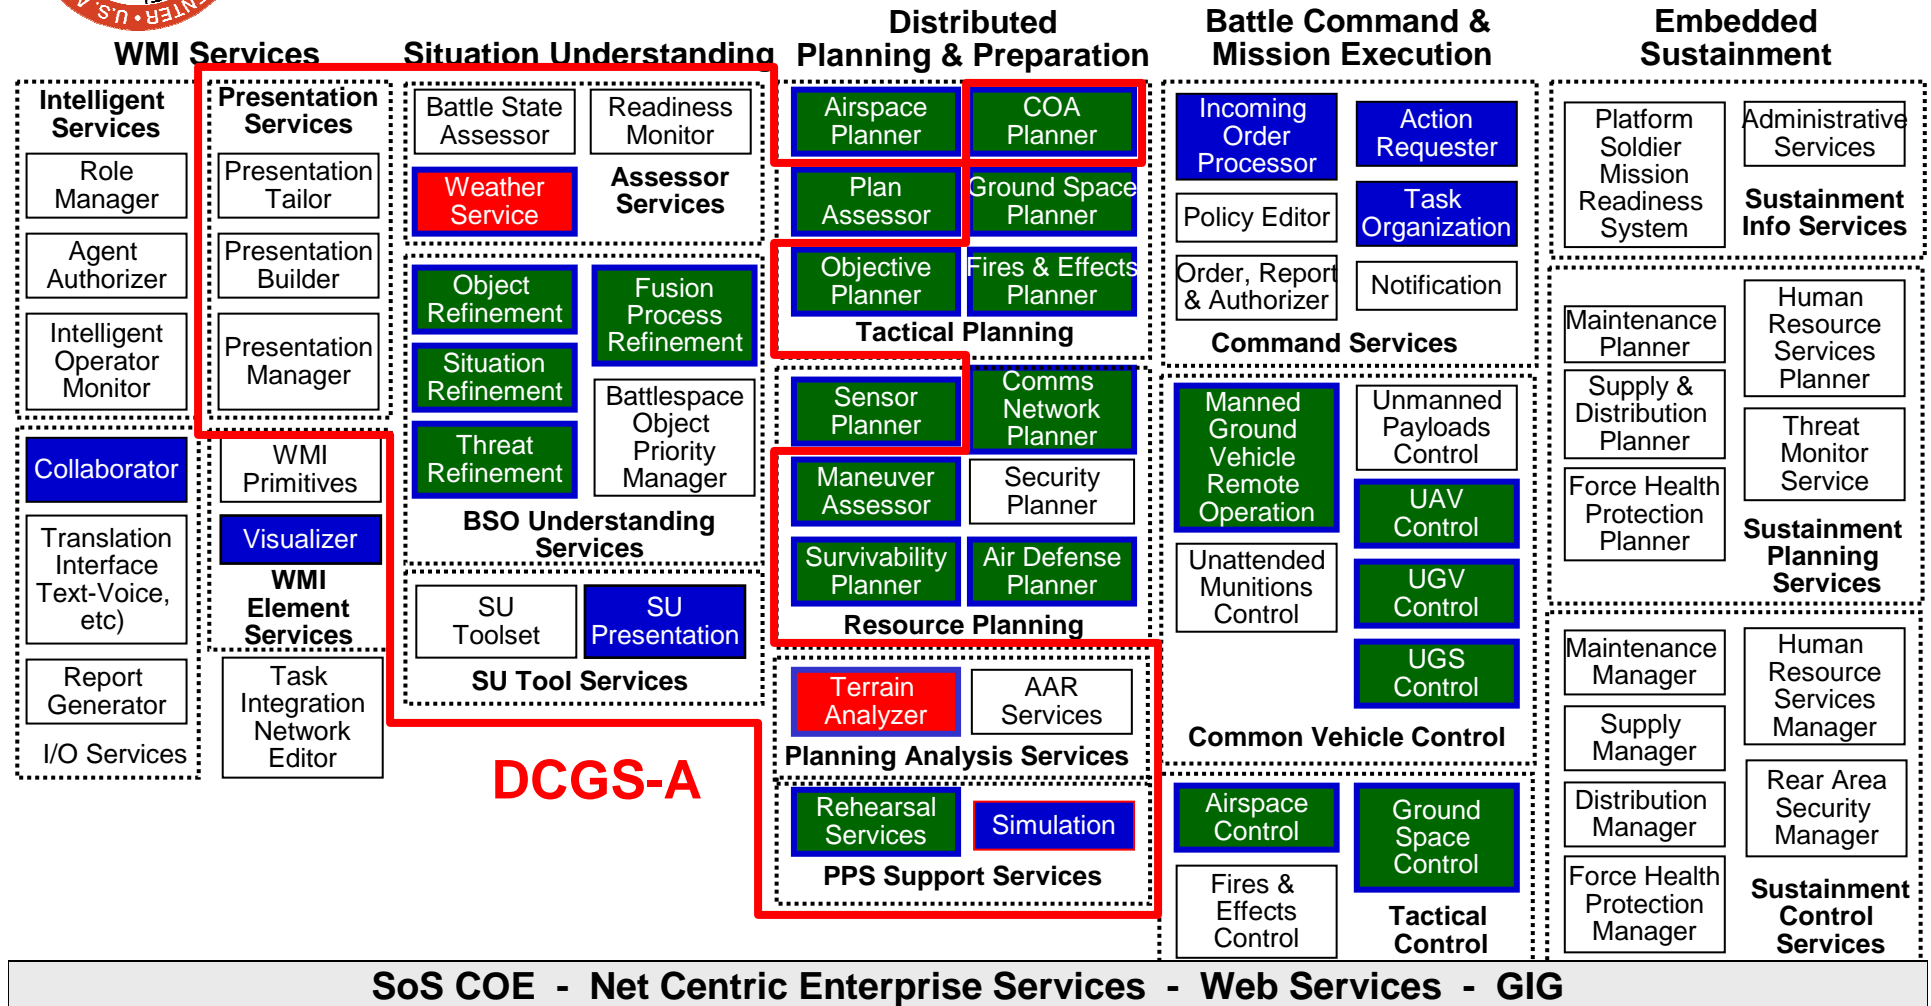 ENTER • U.S. A
WMI Services
Intelligent
Services
Role
Manager
Agent
Authorizer
Intelligent
Operator
Monitor
Presentation
Services
Presentation
Tailor
Presentation
Builder
Presentation
Manager
Collaborator
Translation
Interface
Text-Voice,
etc)
Report
Generator
I/O Services
WMI
Primitives
Visualizer
WMI
Element
Services
Task
Integration
Network
Editor
Situation Understanding
Battle State
Assessor
Readiness
Monitor
Weather
Service
Assessor
Services
Object
Refinement
Situation
Refinement
Threat
Refinement
Fusion
Process
Refinement
Battlespace
Object
Priority
Manager
BSO Understanding
Services
SU
Toolset
SU
Presentation
SU Tool Services
DCGS-A
Distributed
Planning & Preparation
Airspace
Planner
COA
Planner
Plan
Assessor
Ground Space
Planner
Objective
Planner
Fires & Effects
Planner
Tactical Planning
Sensor
Planner
Comms
Network
Planner
Maneuver
Assessor
Security
Planner
Survivability
Planner
Air Defense
Planner
Resource Planning
Terrain
Analyzer
AAR
Services
Planning Analysis Services
Rehearsal
Services
Simulation
PPS Support Services
Battle Command &
Mission Execution
Incoming
Order
Processor
Action
Requester
Policy Editor
Task
Organization
Order, Report
& Authorizer
Notification
Command Services
Manned
Ground
Vehicle
Remote
Operation
Unmanned
Payloads
Control
UAV
Control
Unattended
Munitions
Control
UGV
Control
UGS
Control
Common Vehicle Control
Airspace
Control
Ground
Space
Control
Fires &
Effects
Control
Tactical
Control
Embedded
Sustainment
Platform
Soldier
Mission
Readiness
System
Administrative
Services
Sustainment
Info Services
Maintenance
Planner
Supply &
Distribution
Planner
Force Health
Protection
Planner
Human
Resource
Services
Planner
Threat
Monitor
Service
Sustainment
Planning
Services
Maintenance
Manager
Supply
Manager
Distribution
Manager
Force Health
Protection
Manager
Human
Resource
Services
Manager
Rear Area
Security
Manager
Sustainment
Control
Services
SoS COE - Net Centric Enterprise Services - Web Services - GIG